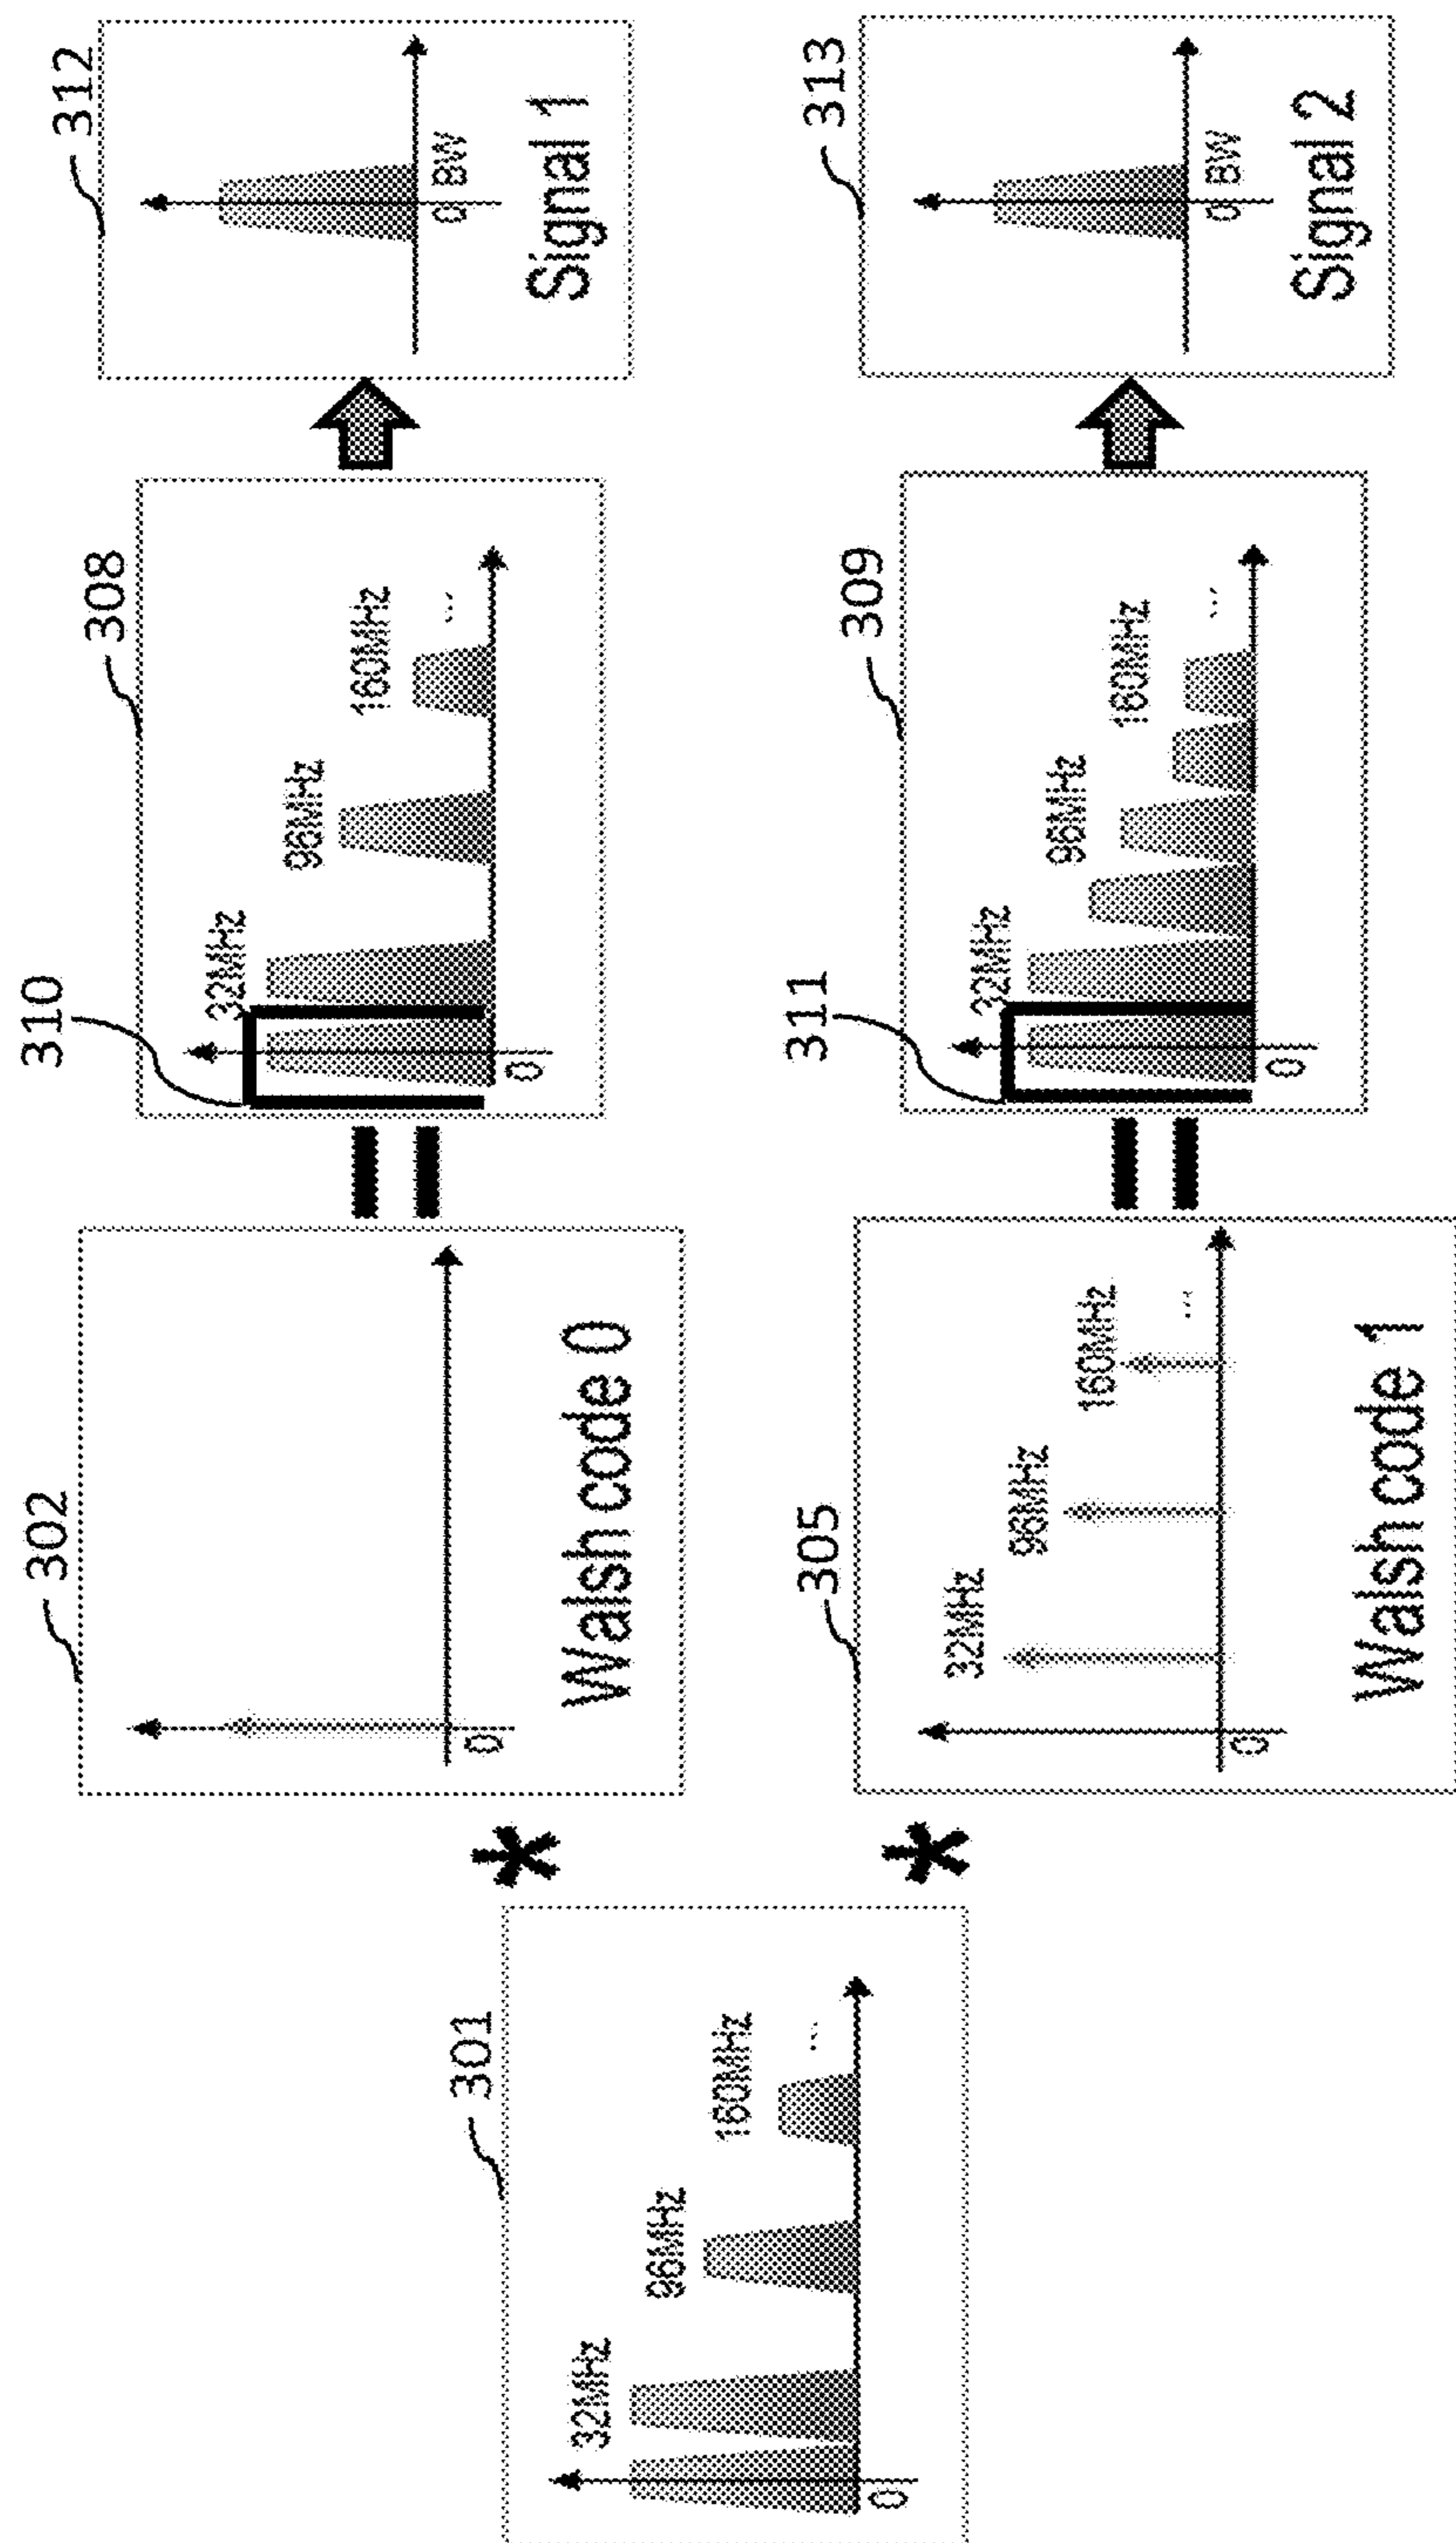 301
32MHz
96MHz
160MHz
...
0
*
302
0
Walsh code 0
=
308
310
32MHz
96MHz
160MHz
...
0
312
0 BW
Signal 1
*
305
32MHz
96MHz
160MHz
...
0
Walsh code 1
=
309
311
32MHz
96MHz
160MHz
...
0
313
0 BW
Signal 2